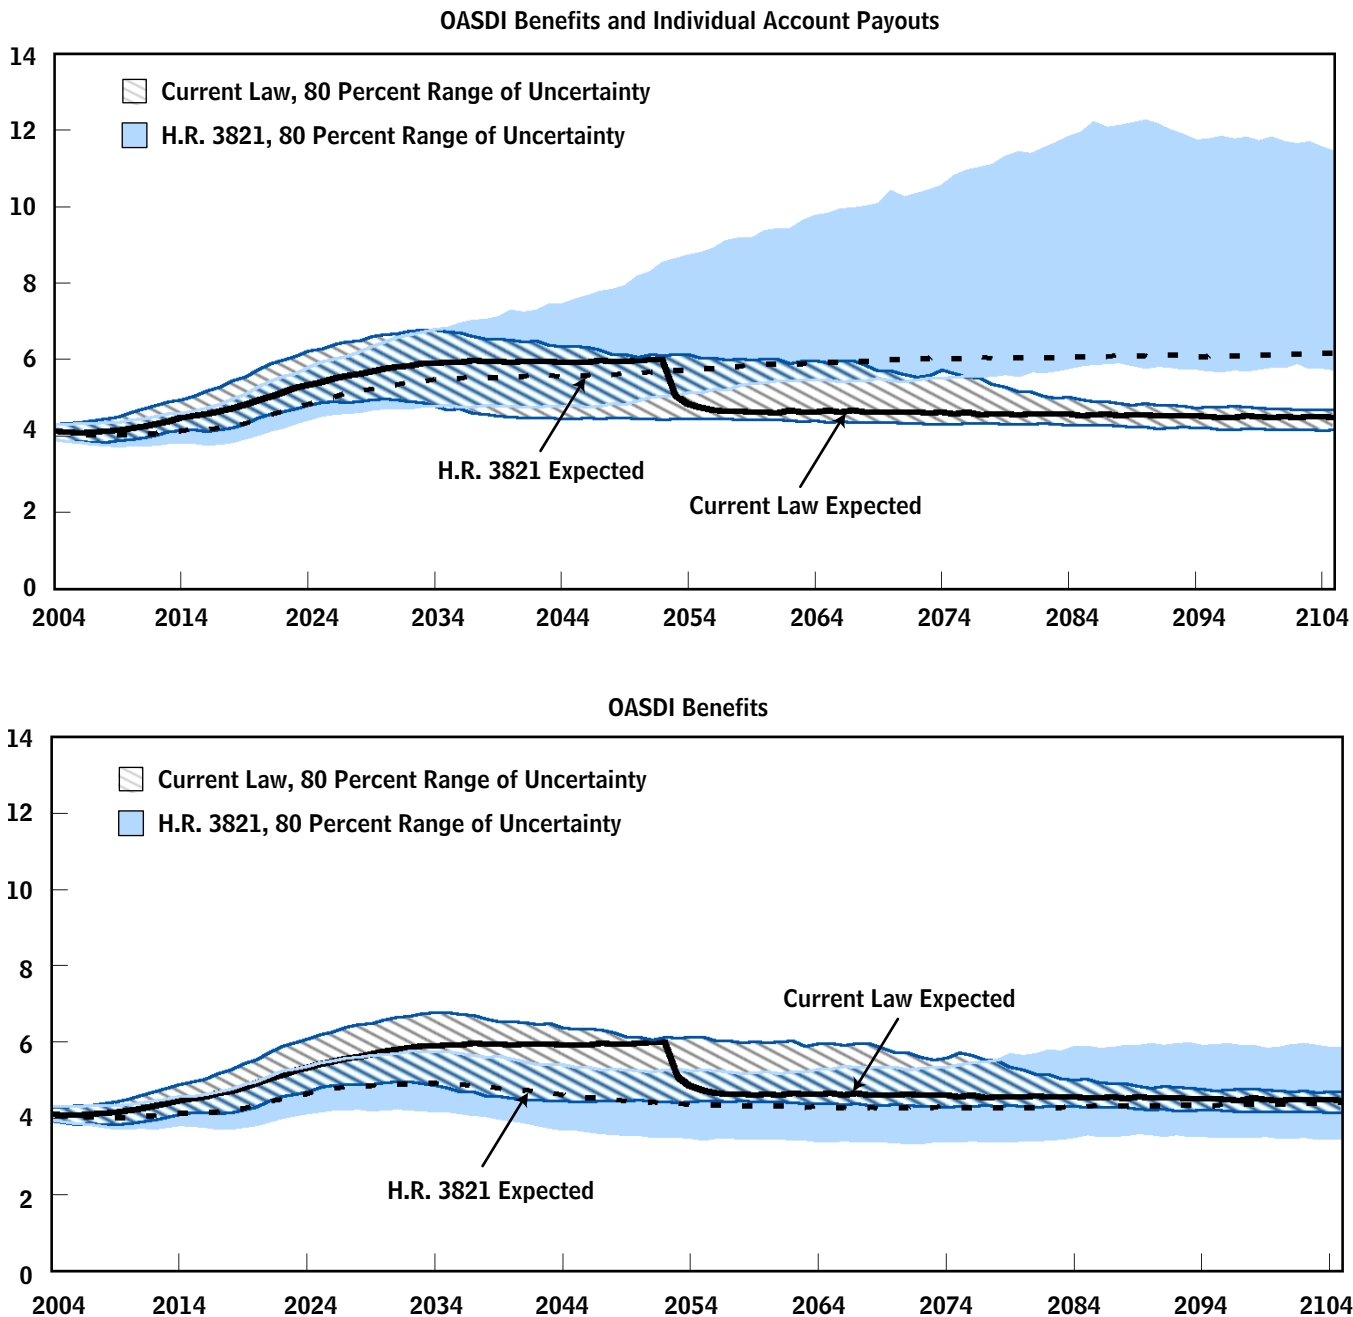 OASDI Benefits and Individual Account Payouts
14
Current Law, 80 Percent Range of Uncertainty
12
H.R. 3821, 80 Percent Range of Uncertainty
10
8
6
4
H.R. 3821 Expected
Current Law Expected
2
0
2004 2014 2024 2034 2044 2054 2064 2074 2084 2094 2104
OASDI Benefits
14
Current Law, 80 Percent Range of Uncertainty
12
H.R. 3821, 80 Percent Range of Uncertainty
10
8
Current Law Expected
6
4
H.R. 3821 Expected
2
0
2004 2014 2024 2034 2044 2054 2064 2074 2084 2094 2104